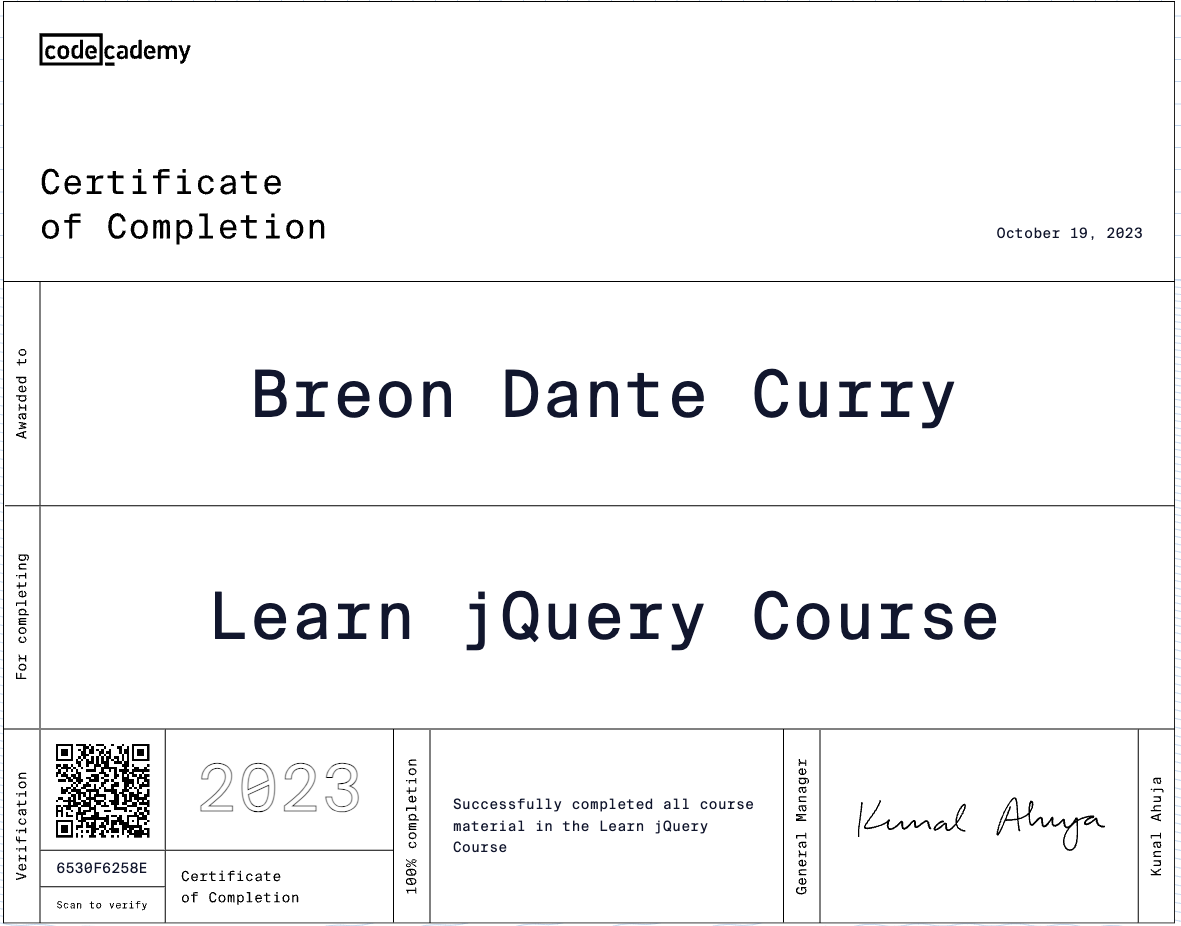 codecademy
Certificate
of Completion
October 19, 2023
Awarded to
Breon Dante Curry
For completing
Learn jQuery Course
Verification
6530F6258E
Scan to verify
2023
Certificate
of Completion
100% completion
Successfully completed all course
material in the Learn jQuery
Course
General Manager
Kunal Ahuja
Kunal Ahuja